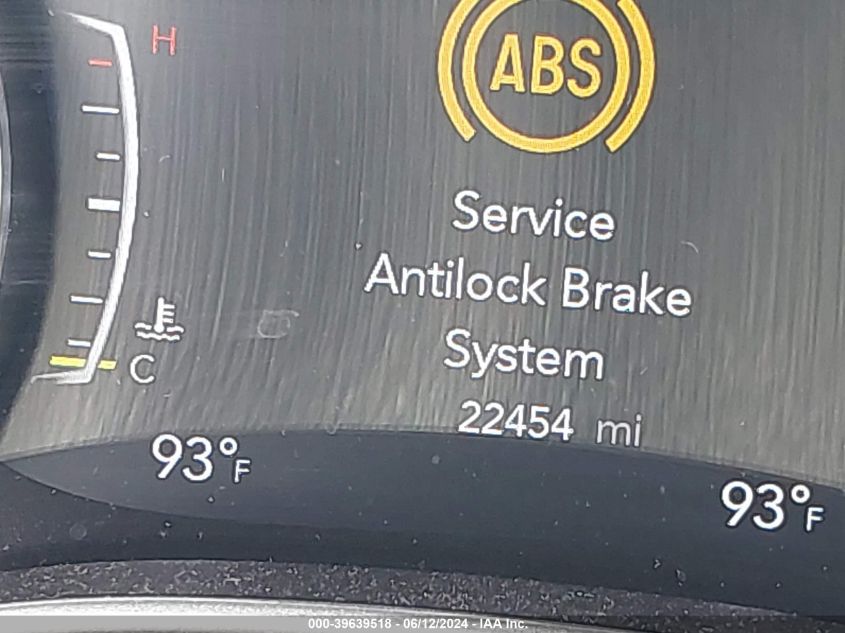 H
ABS
Service
Antilock Brake
System
C
22454 mi
93°F
93°F
000-39639518 - 06/12/2024 - IAA Inc.